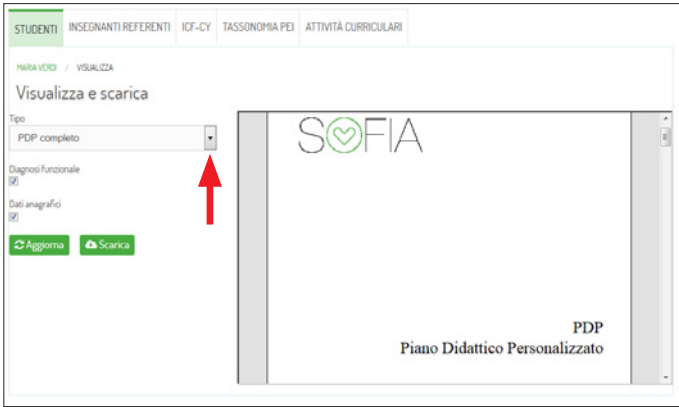 STUDENTI INSEGNANTI REFERENTI ICF-CY TASSONOMIA PEI ATTIVITÀ CURRICULARI
MARIA VERDI / VISUALIZZA
Visualizza e scarica
Tipo
PDP completo
Diagnosi funzionale
Dati anagrafici
Aggiorna Scarica
SOFIA
PDP
Piano Didattico Personalizzato